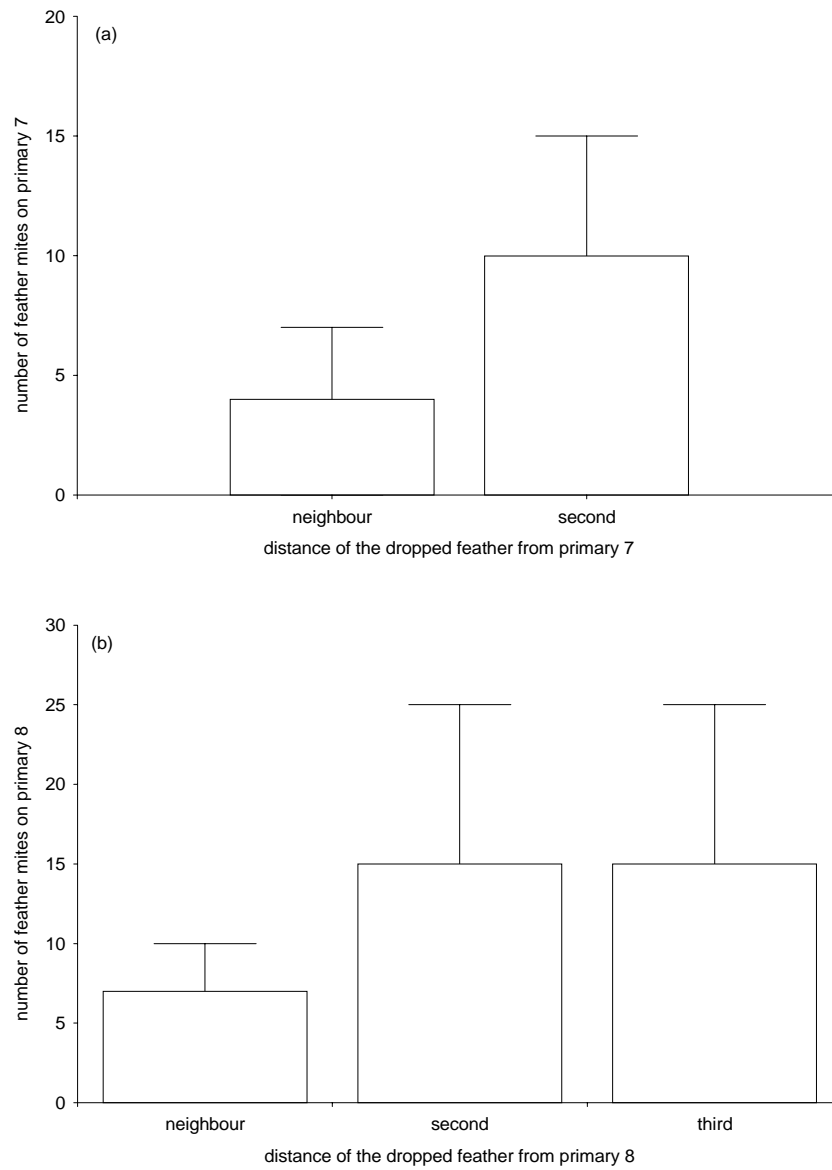 (a)
20
15
10
5
0
number of feather mites on primary 7
neighbour second
distance of the dropped feather from primary 7
(b)
30
25
20
15
10
5
0
number of feather mites on primary 8
neighbour second third
distance of the dropped feather from primary 8